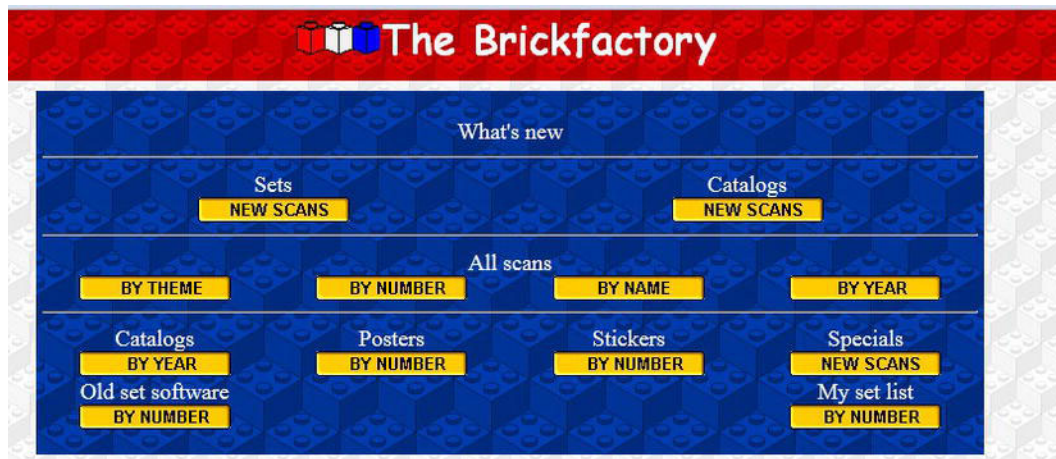 The Brickfactory
What's new
Sets Catalogs
NEW SCANS NEW SCANS
All scans
BY THEME BY NUMBER BY NAME BY YEAR
Catalogs Posters Stickers Specials
BY YEAR BY NUMBER BY NUMBER NEW SCANS
Old set software My set list
BY NUMBER BY NUMBER